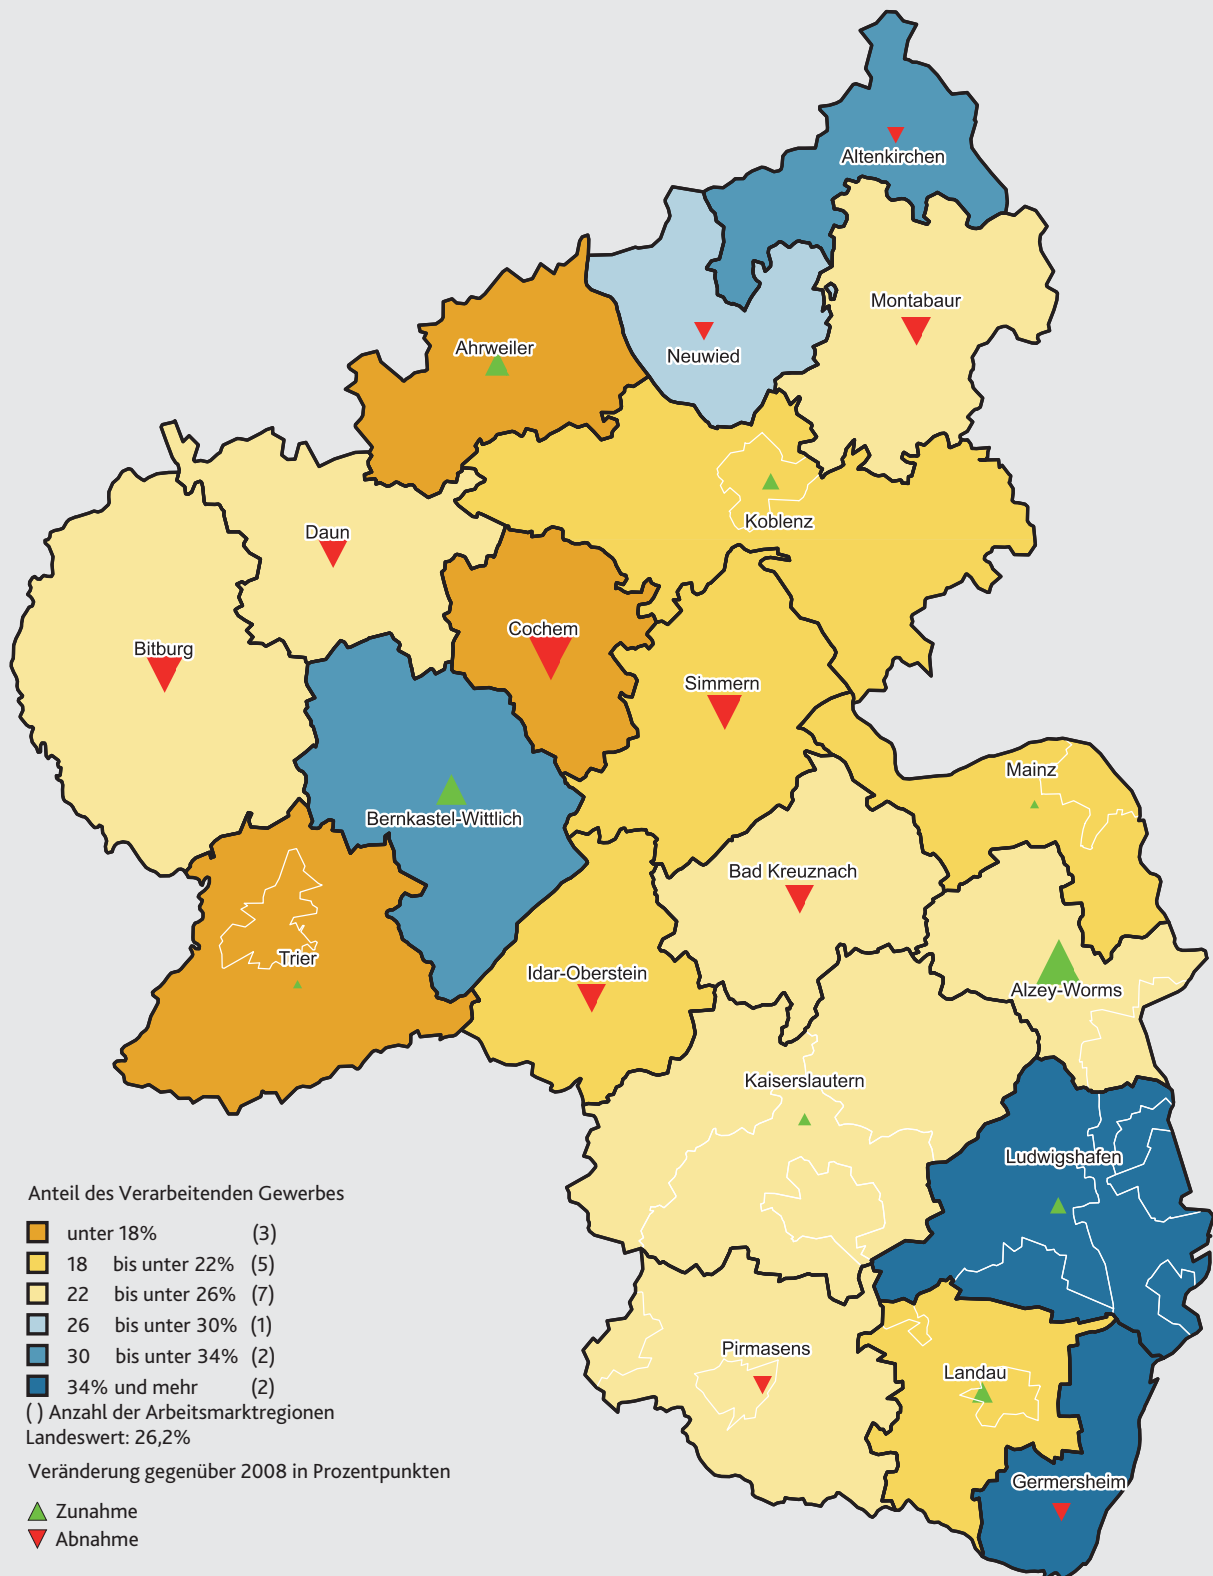 Altenkirchen
Montabaur
Neuwied
Ahrweiler
Koblenz
Daun
Cochem
Bitburg
Simmern
Mainz
Bernkastel-Wittlich
Bad Kreuznach
Trier
Idar-Oberstein
Alzey-Worms
Kaiserslautern
Ludwigshafen
Pirmasens
Landau
Germersheim
Anteil des Verarbeitenden Gewerbes
unter 18% (3)
18 bis unter 22% (5)
22 bis unter 26% (7)
26 bis unter 30% (1)
30 bis unter 34% (2)
34% und mehr (2)
( ) Anzahl der Arbeitsmarktregionen
Landeswert: 26,2%
Veränderung gegenüber 2008 in Prozentpunkten
Zunahme
Abnahme